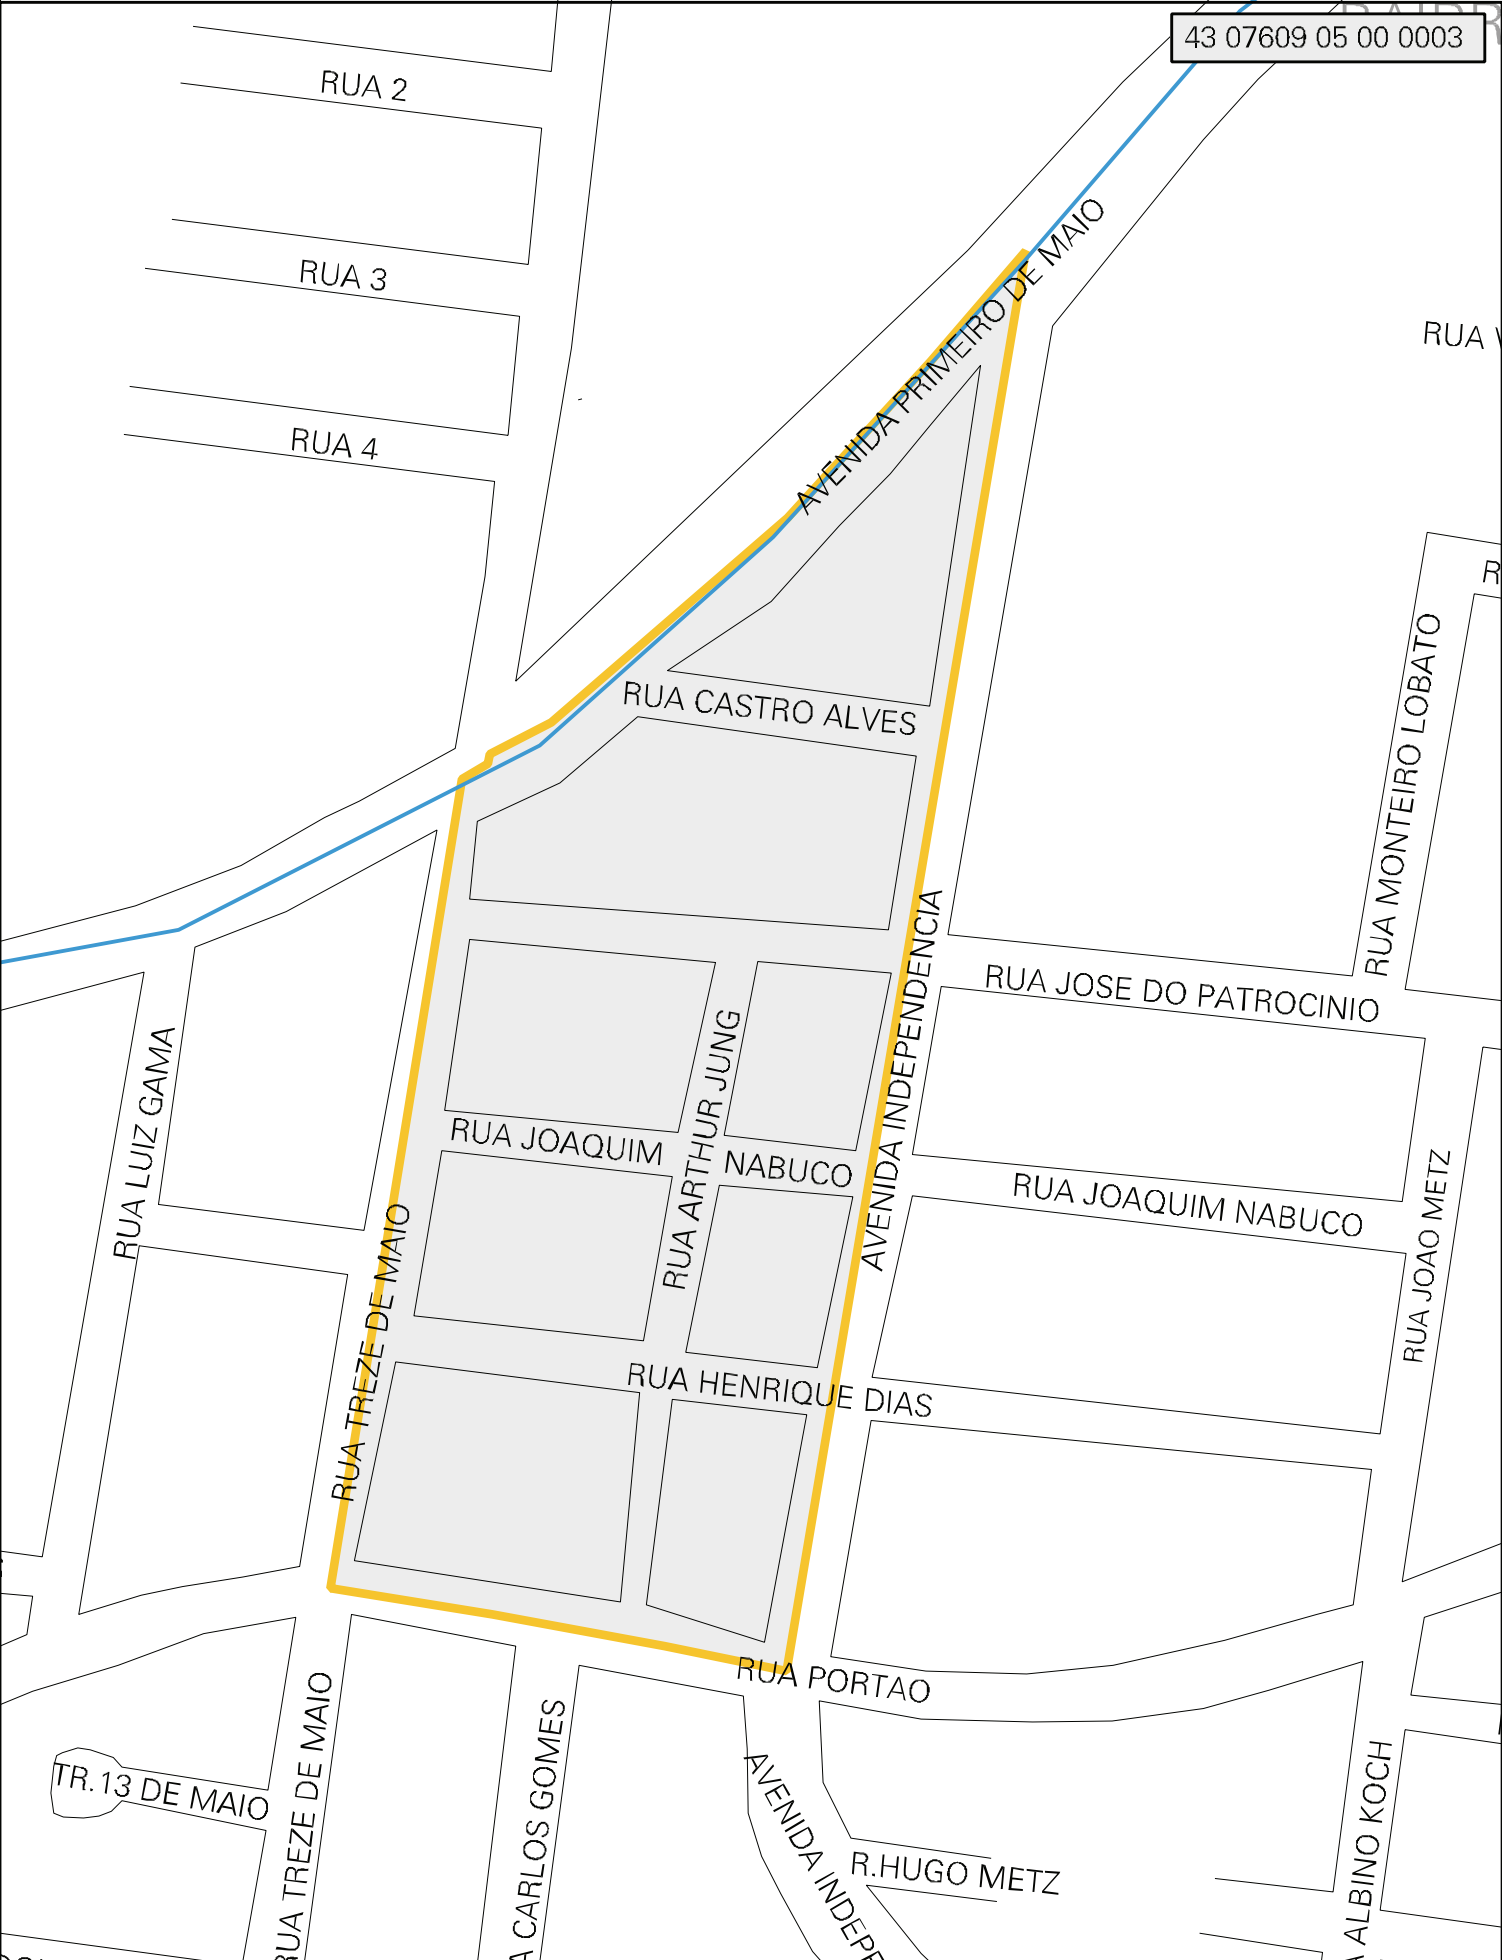 43 07609 05 00 0003
RUA 2
RUA 3
RUA 4
AVENIDA PRIMEIRO DE MAIO
RUA
RUA CASTRO ALVES
RUA MONTEIRO LOBATO
AVENIDA INDEPENDENCIA
RUA JOSE DO PATROCINIO
RUA LUIZ GAMA
RUA ARTHUR JUNG
RUA JOAQUIM NABUCO
RUA JOAQUIM NABUCO
RUA JOAO METZ
RUA TREZE DE MAIO
RUA HENRIQUE DIAS
RUA PORTAO
RUA TREZE DE MAIO
TR.13 DE MAIO
A CARLOS GOMES
AVENIDA INDEPE
R.HUGO METZ
A ALBINO KOCH